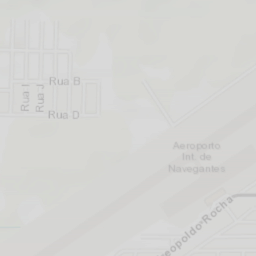 Rua B
Rua I
Rua J
Rua D
Aeroporto
Int. de
Navegantes
eopoldo-Rocha